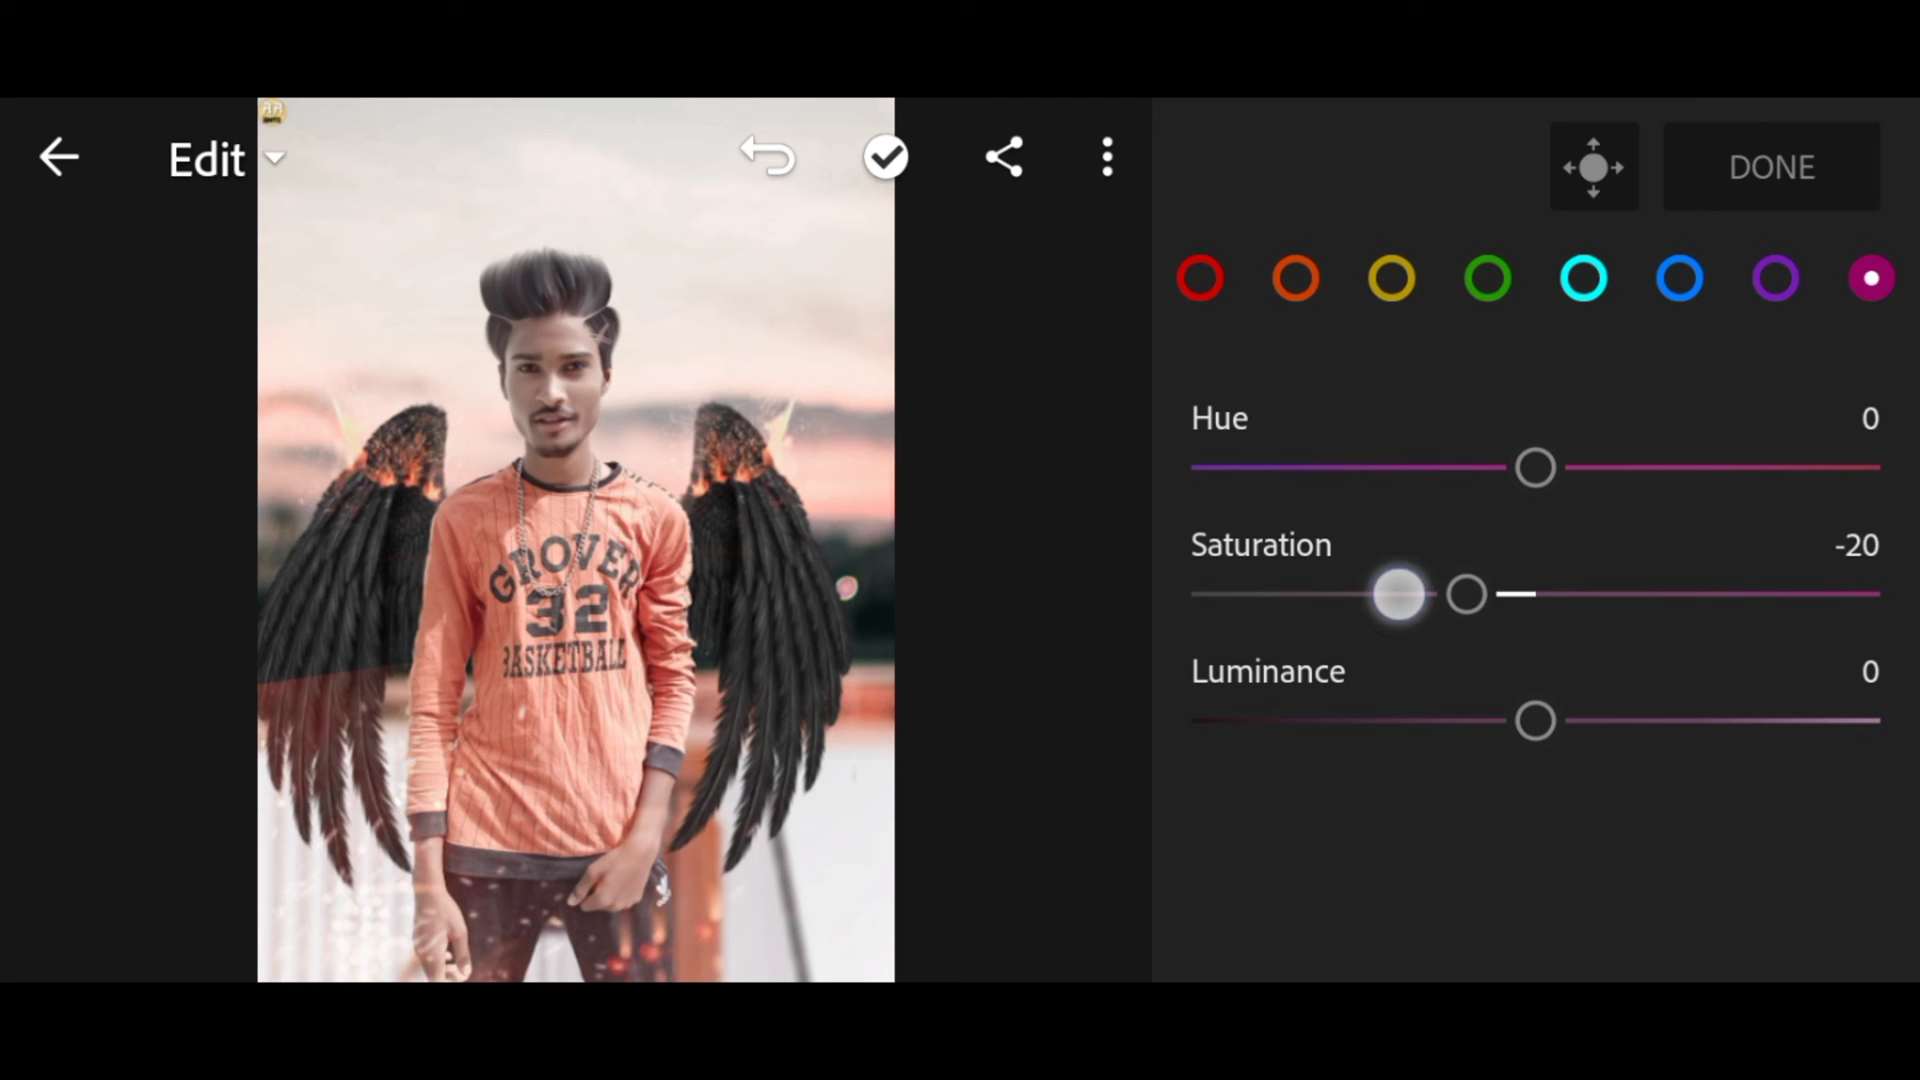 Edit
DONE
Hue 0
Saturation -20
Luminance 0
GROVER
32
BASKETBALL